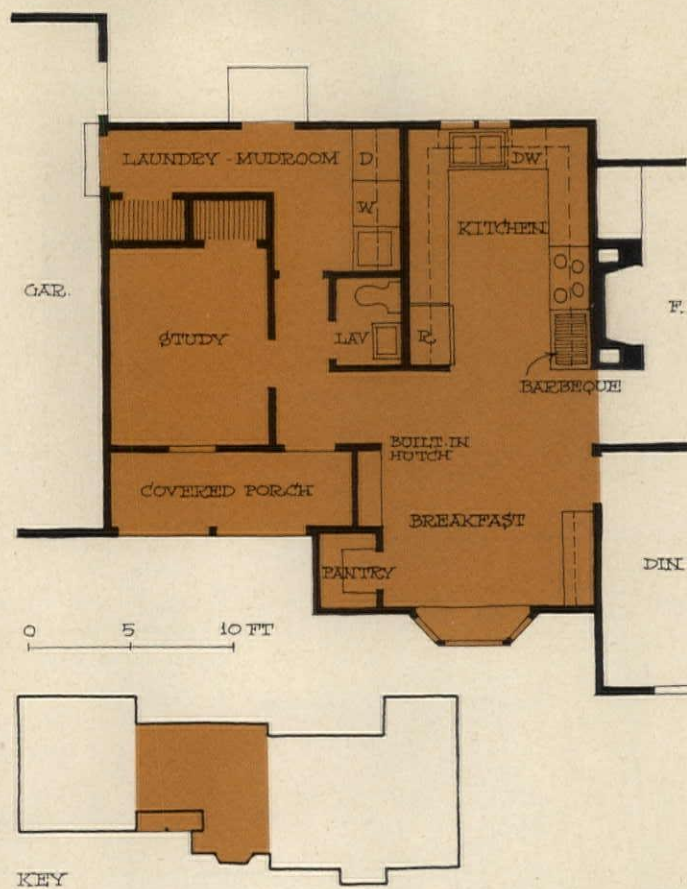 LAUNDRY - MUDROOM
D
DW
W
KITCHEN
GAR.
F.
STUDY
LAV
R.
BARBEQUE
BUILT-IN
HUTCH
COVERED PORCH
BREAKFAST
PANTRY
DIN
0 5 10 FT
KEY